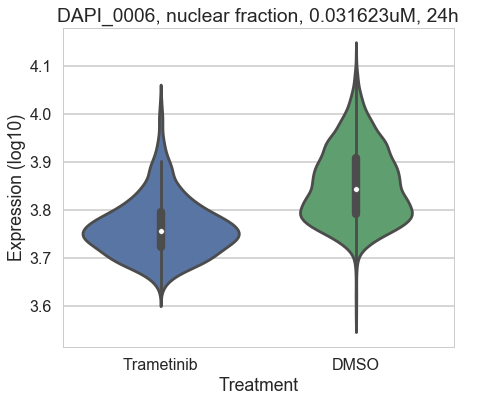 DAPI_0006, nuclear fraction, 0.031623uM, 24h
4.1
4.0
3.9
3.8
3.7
3.6
Expression (log10)
Trametinib DMSO
Treatment